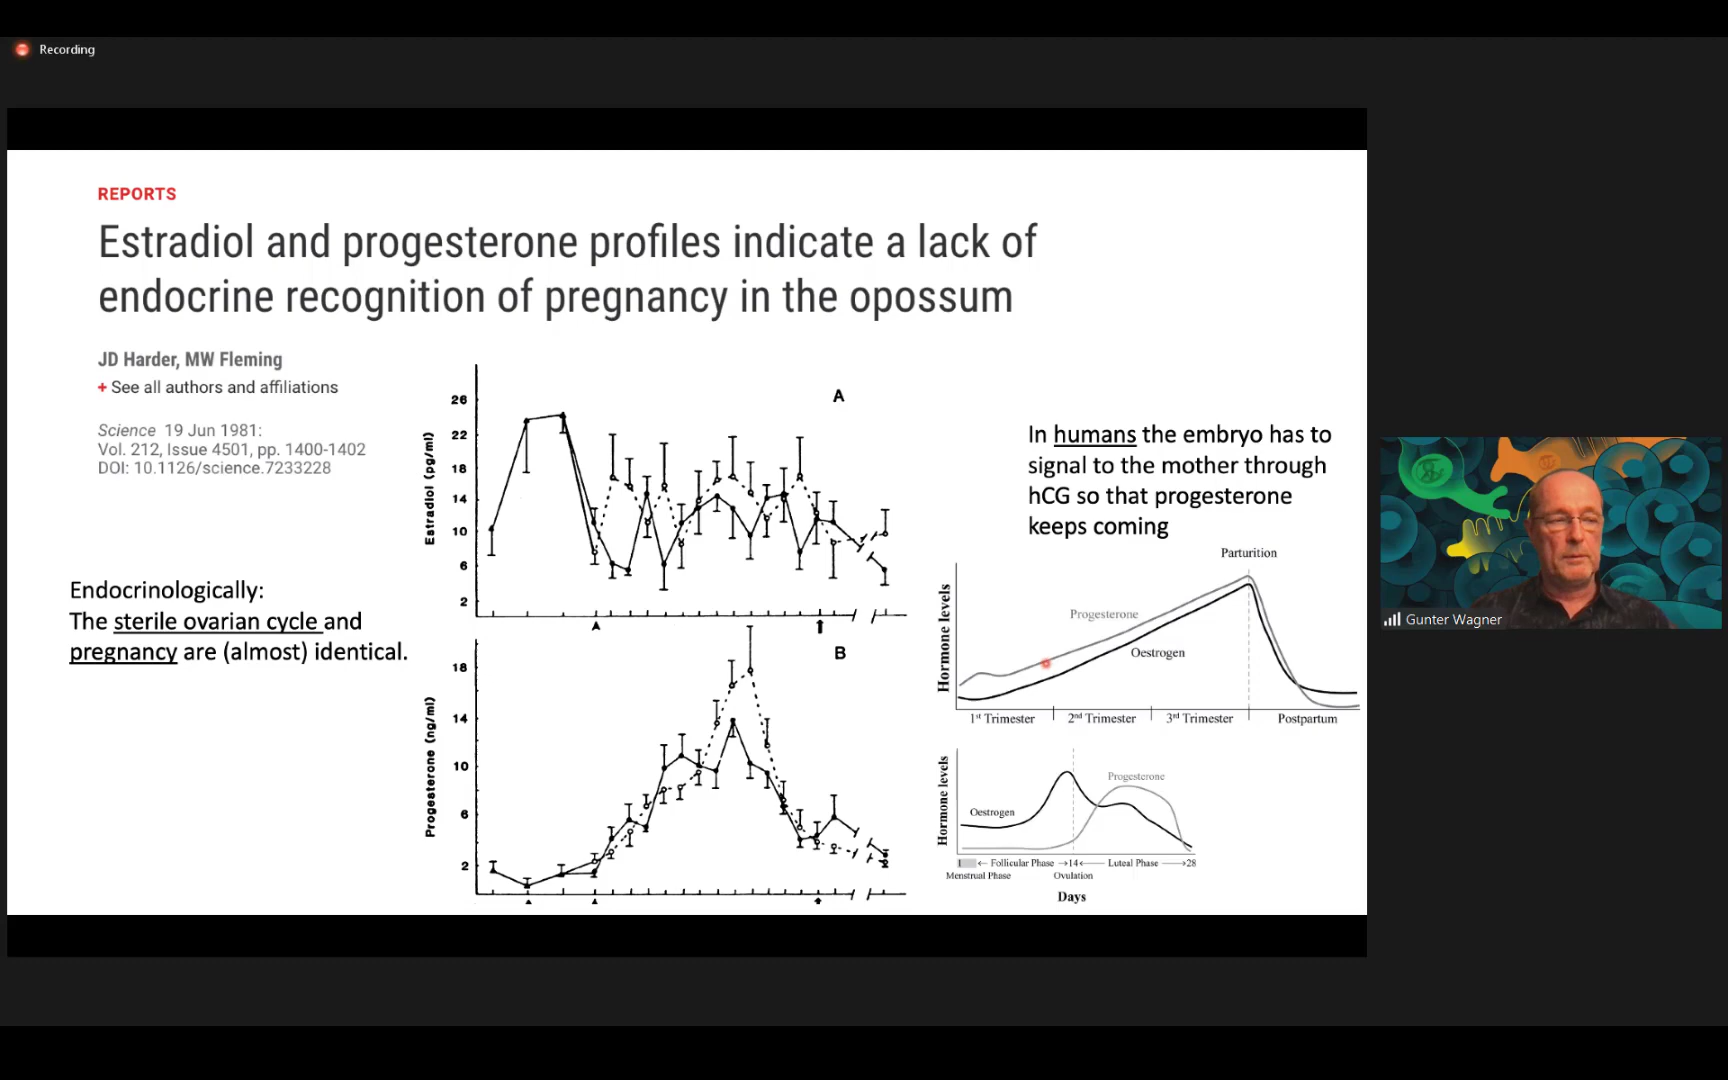 Recording
REPORTS
Estradiol and progesterone profiles indicate a lack of
endocrine recognition of pregnancy in the opossum
JD Harder, MW Fleming
+ See all authors and affiliations
Science 19 Jun 1981:
Vol. 212, Issue 4501, pp. 1400-1402
DOI: 10.1126/science.7233228
Endocrinologically:
The sterile ovarian cycle and
pregnancy are (almost) identical.
A
Estradiol (pg/ml)
26
22
18
14
10
6
2
B
Progesterone (ng/ml)
18
14
10
6
2
In humans the embryo has to
signal to the mother through
hCG so that progesterone
keeps coming
Parturition
Hormone levels
Progesterone
Oestrogen
1st Trimester 2nd Trimester 3rd Trimester Postpartum
Hormone levels
Progesterone
Oestrogen
1 ← Follicular Phase →14← Luteal Phase →28
Menstrual Phase Ovulation
Days
Gunter Wagner